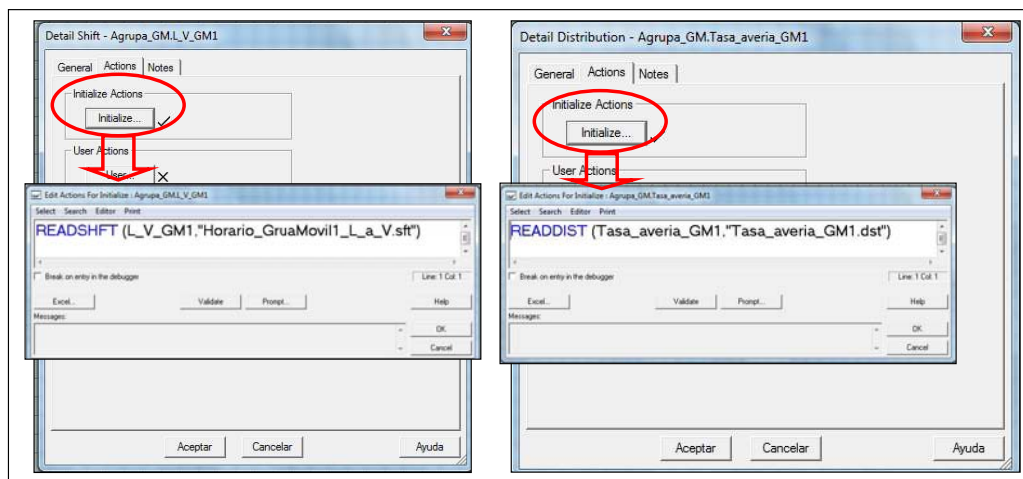 Detail Shift - Agrupa_GM.L_V_GM1
General Actions Notes
Initialize Actions
Initialize...
User Actions
User...
Edit Actions For Initialize : Agrupa_GM.L_V_GM1
Select Search Editor Print
READSHFT (L_V_GM1,"Horario_GruaMovil1_L_a_V.sft")
Break on entry in the debugger
Line: 1 Col: 1
Excel... Validate Prompt... Help
Messages:
OK
Cancel
Aceptar Cancelar Ayuda
Detail Distribution - Agrupa_GM.Tasa_averia_GM1
General Actions Notes
Initialize Actions
Initialize...
User Actions
Edit Actions For Initialize : Agrupa_GM.Tasa_averia_GM1
Select Search Editor Print
READDIST (Tasa_averia_GM1,"Tasa_averia_GM1.dst")
Break on entry in the debugger
Line: 1 Col: 1
Excel... Validate Prompt... Help
Messages:
OK
Cancel
Aceptar Cancelar Ayuda